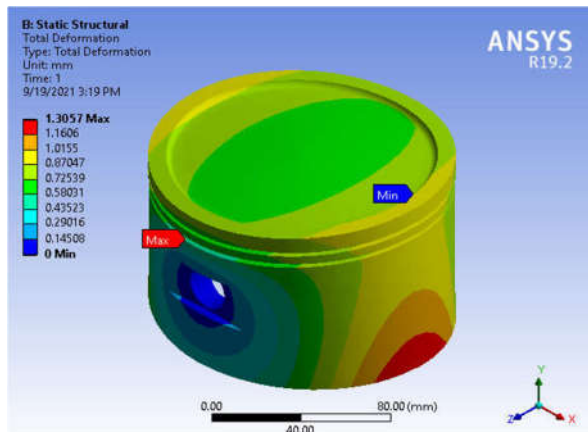 B: Static Structural
Total Deformation
Type: Total Deformation
Unit: mm
Time: 1
9/19/2021 3:19 PM
ANSYS
R19.2
1.3057 Max
1.1606
1.0155
0.87047
0.72539
0.58031
0.43523
0.29016
0.14508
0 Min
Min
Max
0.00
80.00 (mm)
40.00
Y
Z
X